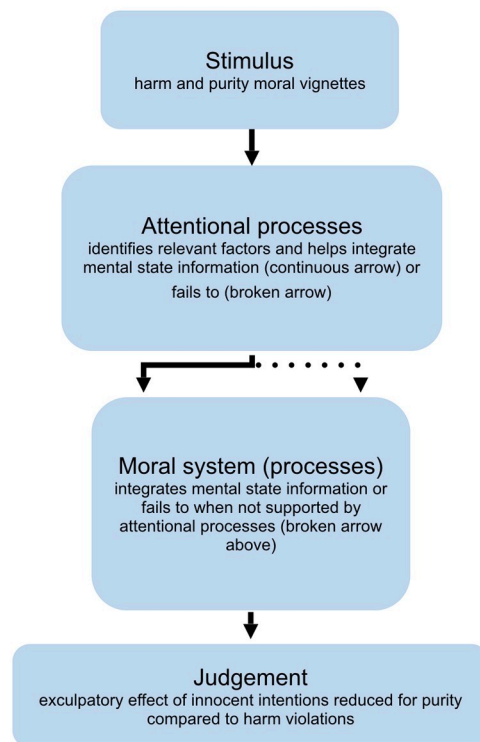 Stimulus
harm and purity moral vignettes
Attentional processes
identifies relevant factors and helps integrate
mental state information (continuous arrow) or
fails to (broken arrow)
Moral system (processes)
integrates mental state information or
fails to when not supported by
attentional processes (broken arrow
above)
Judgement
exculpatory effect of innocent intentions reduced for purity
compared to harm violations